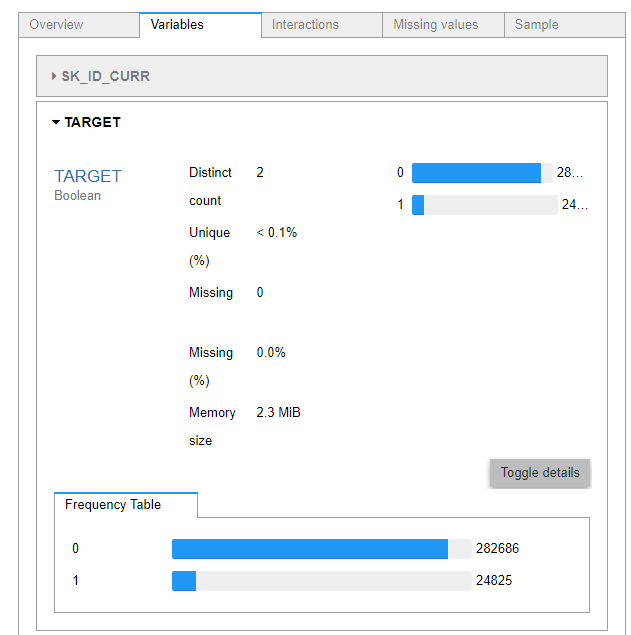 Overview Variables Interactions Missing values Sample
SK_ID_CURR
TARGET
TARGET
Boolean
Distinct count 2
Unique (%) < 0.1%
Missing 0
Missing (%) 0.0%
Memory size 2.3 MiB
0 28...
1 24...
Toggle details
Frequency Table
0 282686
1 24825